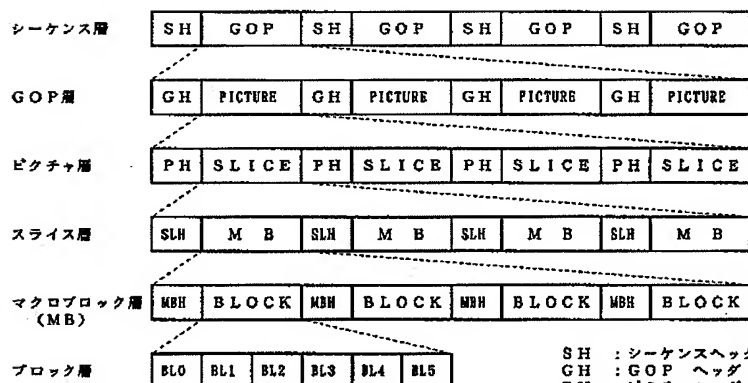 シーケンス層 SH GOP SH GOP SH GOP SH GOP
GOP層 GH PICTURE GH PICTURE GH PICTURE GH PICTURE
ピクチャ層 PH SLICE PH SLICE PH SLICE PH SLICE
スライス層 SLH MB SLH MB SLH MB SLH MB
マクロブロック層 MBH BLOCK MBH BLOCK MBH BLOCK MBH BLOCK
(MB)
ブロック層 BL0 BL1 BL2 BL3 BL4 BL5
SH :シーケンスヘッ
GH :GOP ヘッダ